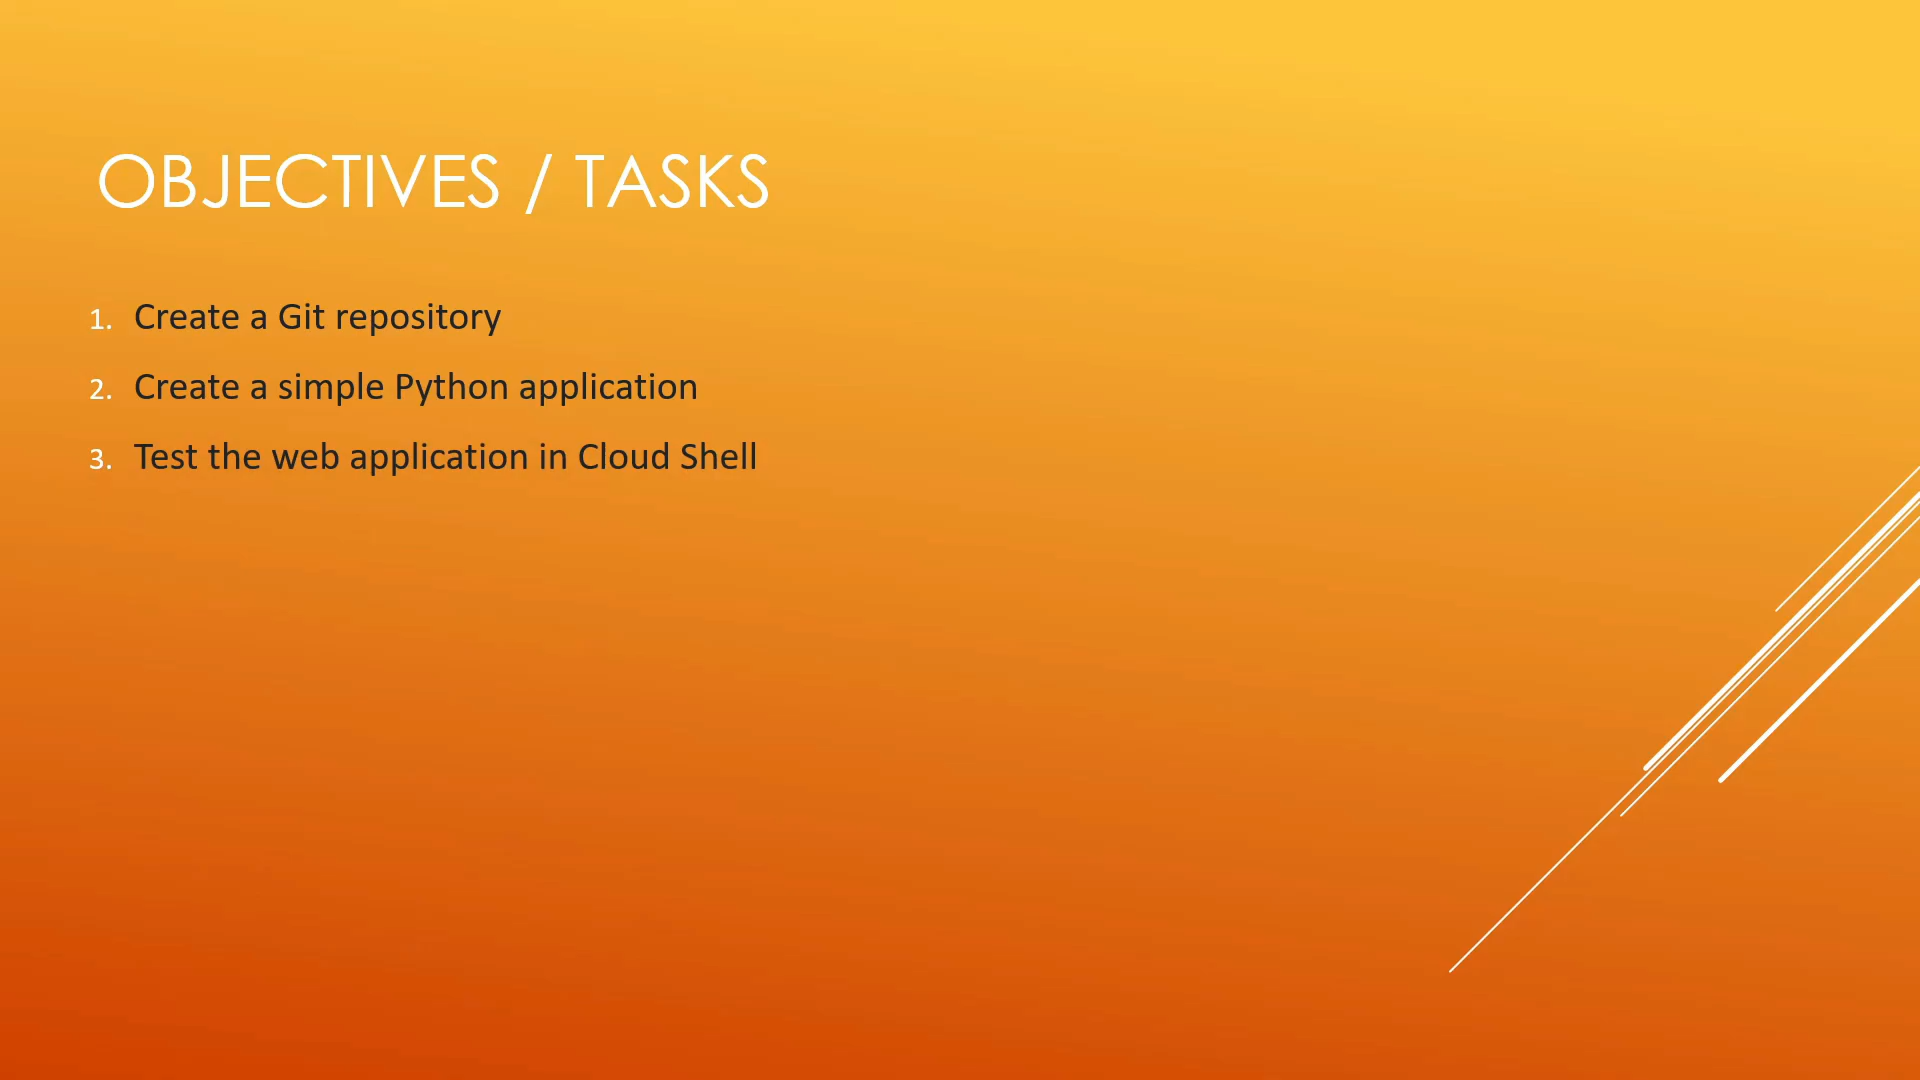 OBJECTIVES / TASKS
1. Create a Git repository
2. Create a simple Python application
3. Test the web application in Cloud Shell